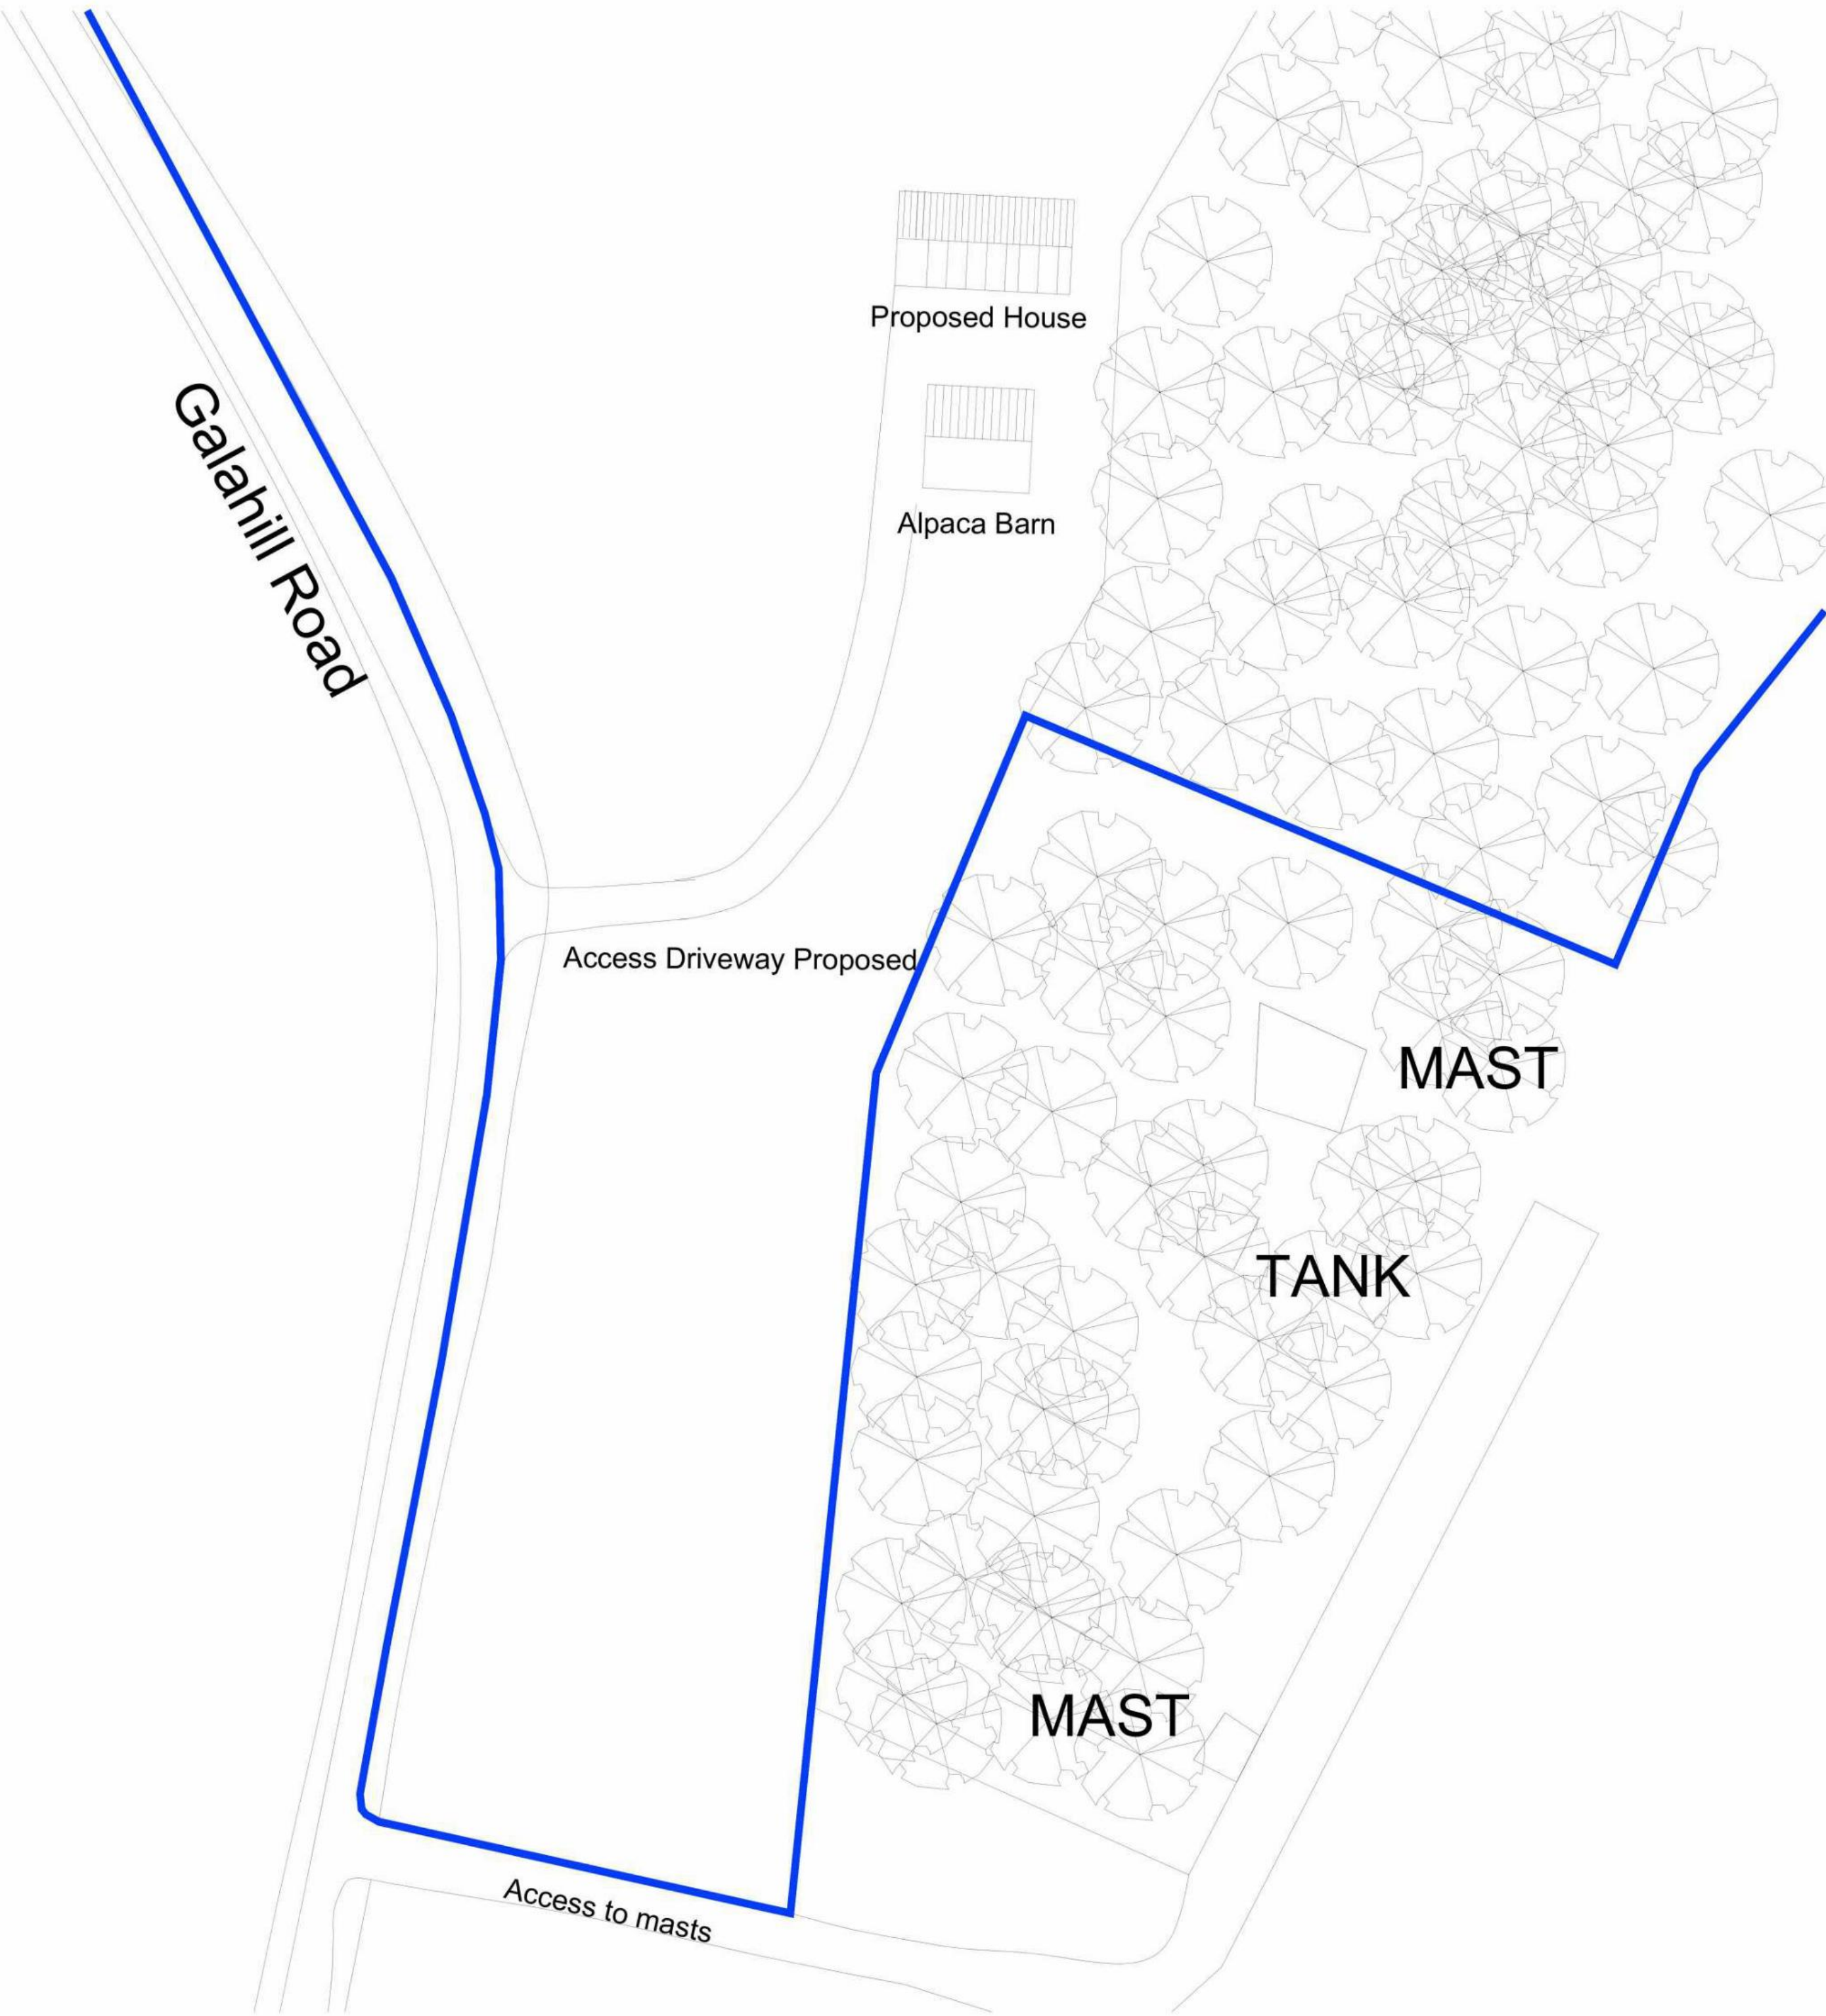 Proposed House
Galahill Road
Alpaca Barn
Access Driveway Proposed
MAST
TANK
MAST
Access to masts